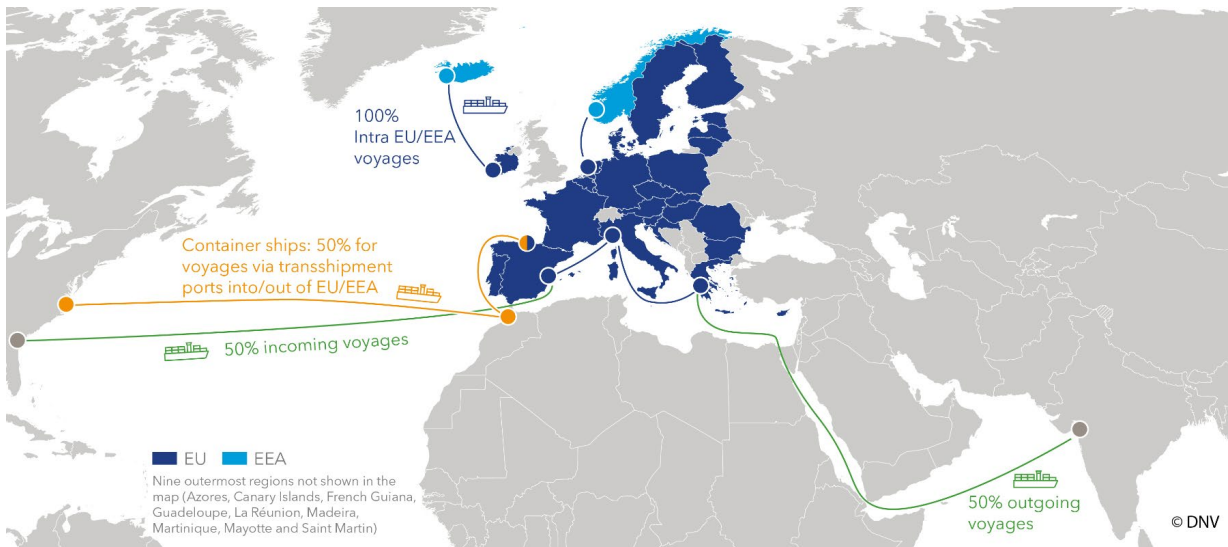 100%
Intra EU/EEA
voyages
Container ships: 50% for
voyages via transshipment
ports into/out of EU/EEA
50% incoming voyages
EU
EEA
Nine outermost regions not shown in the
map (Azores, Canary Islands, French Guiana,
Guadeloupe, La Réunion, Madeira,
Martinique, Mayotte and Saint Martin)
50% outgoing
voyages
© DNV